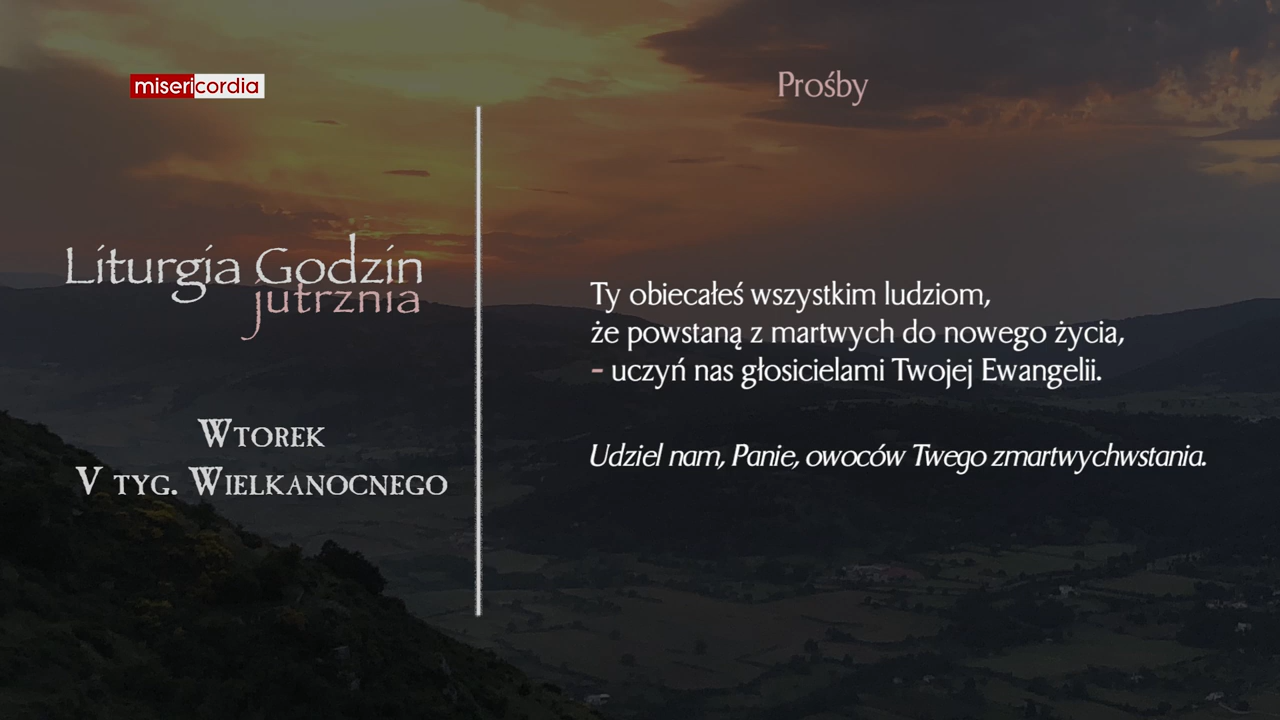 misericordia
Liturgia Godzin
jutrznia
Wtorek
V tyg. Wielkanocnego
Prośby
Ty obiecałeś wszystkim ludziom,
że powstaną z martwych do nowego życia,
- uczyń nas głosicielami Twojej Ewangelii.
Udziel nam, Panie, owoców Twego zmartwychwstania.